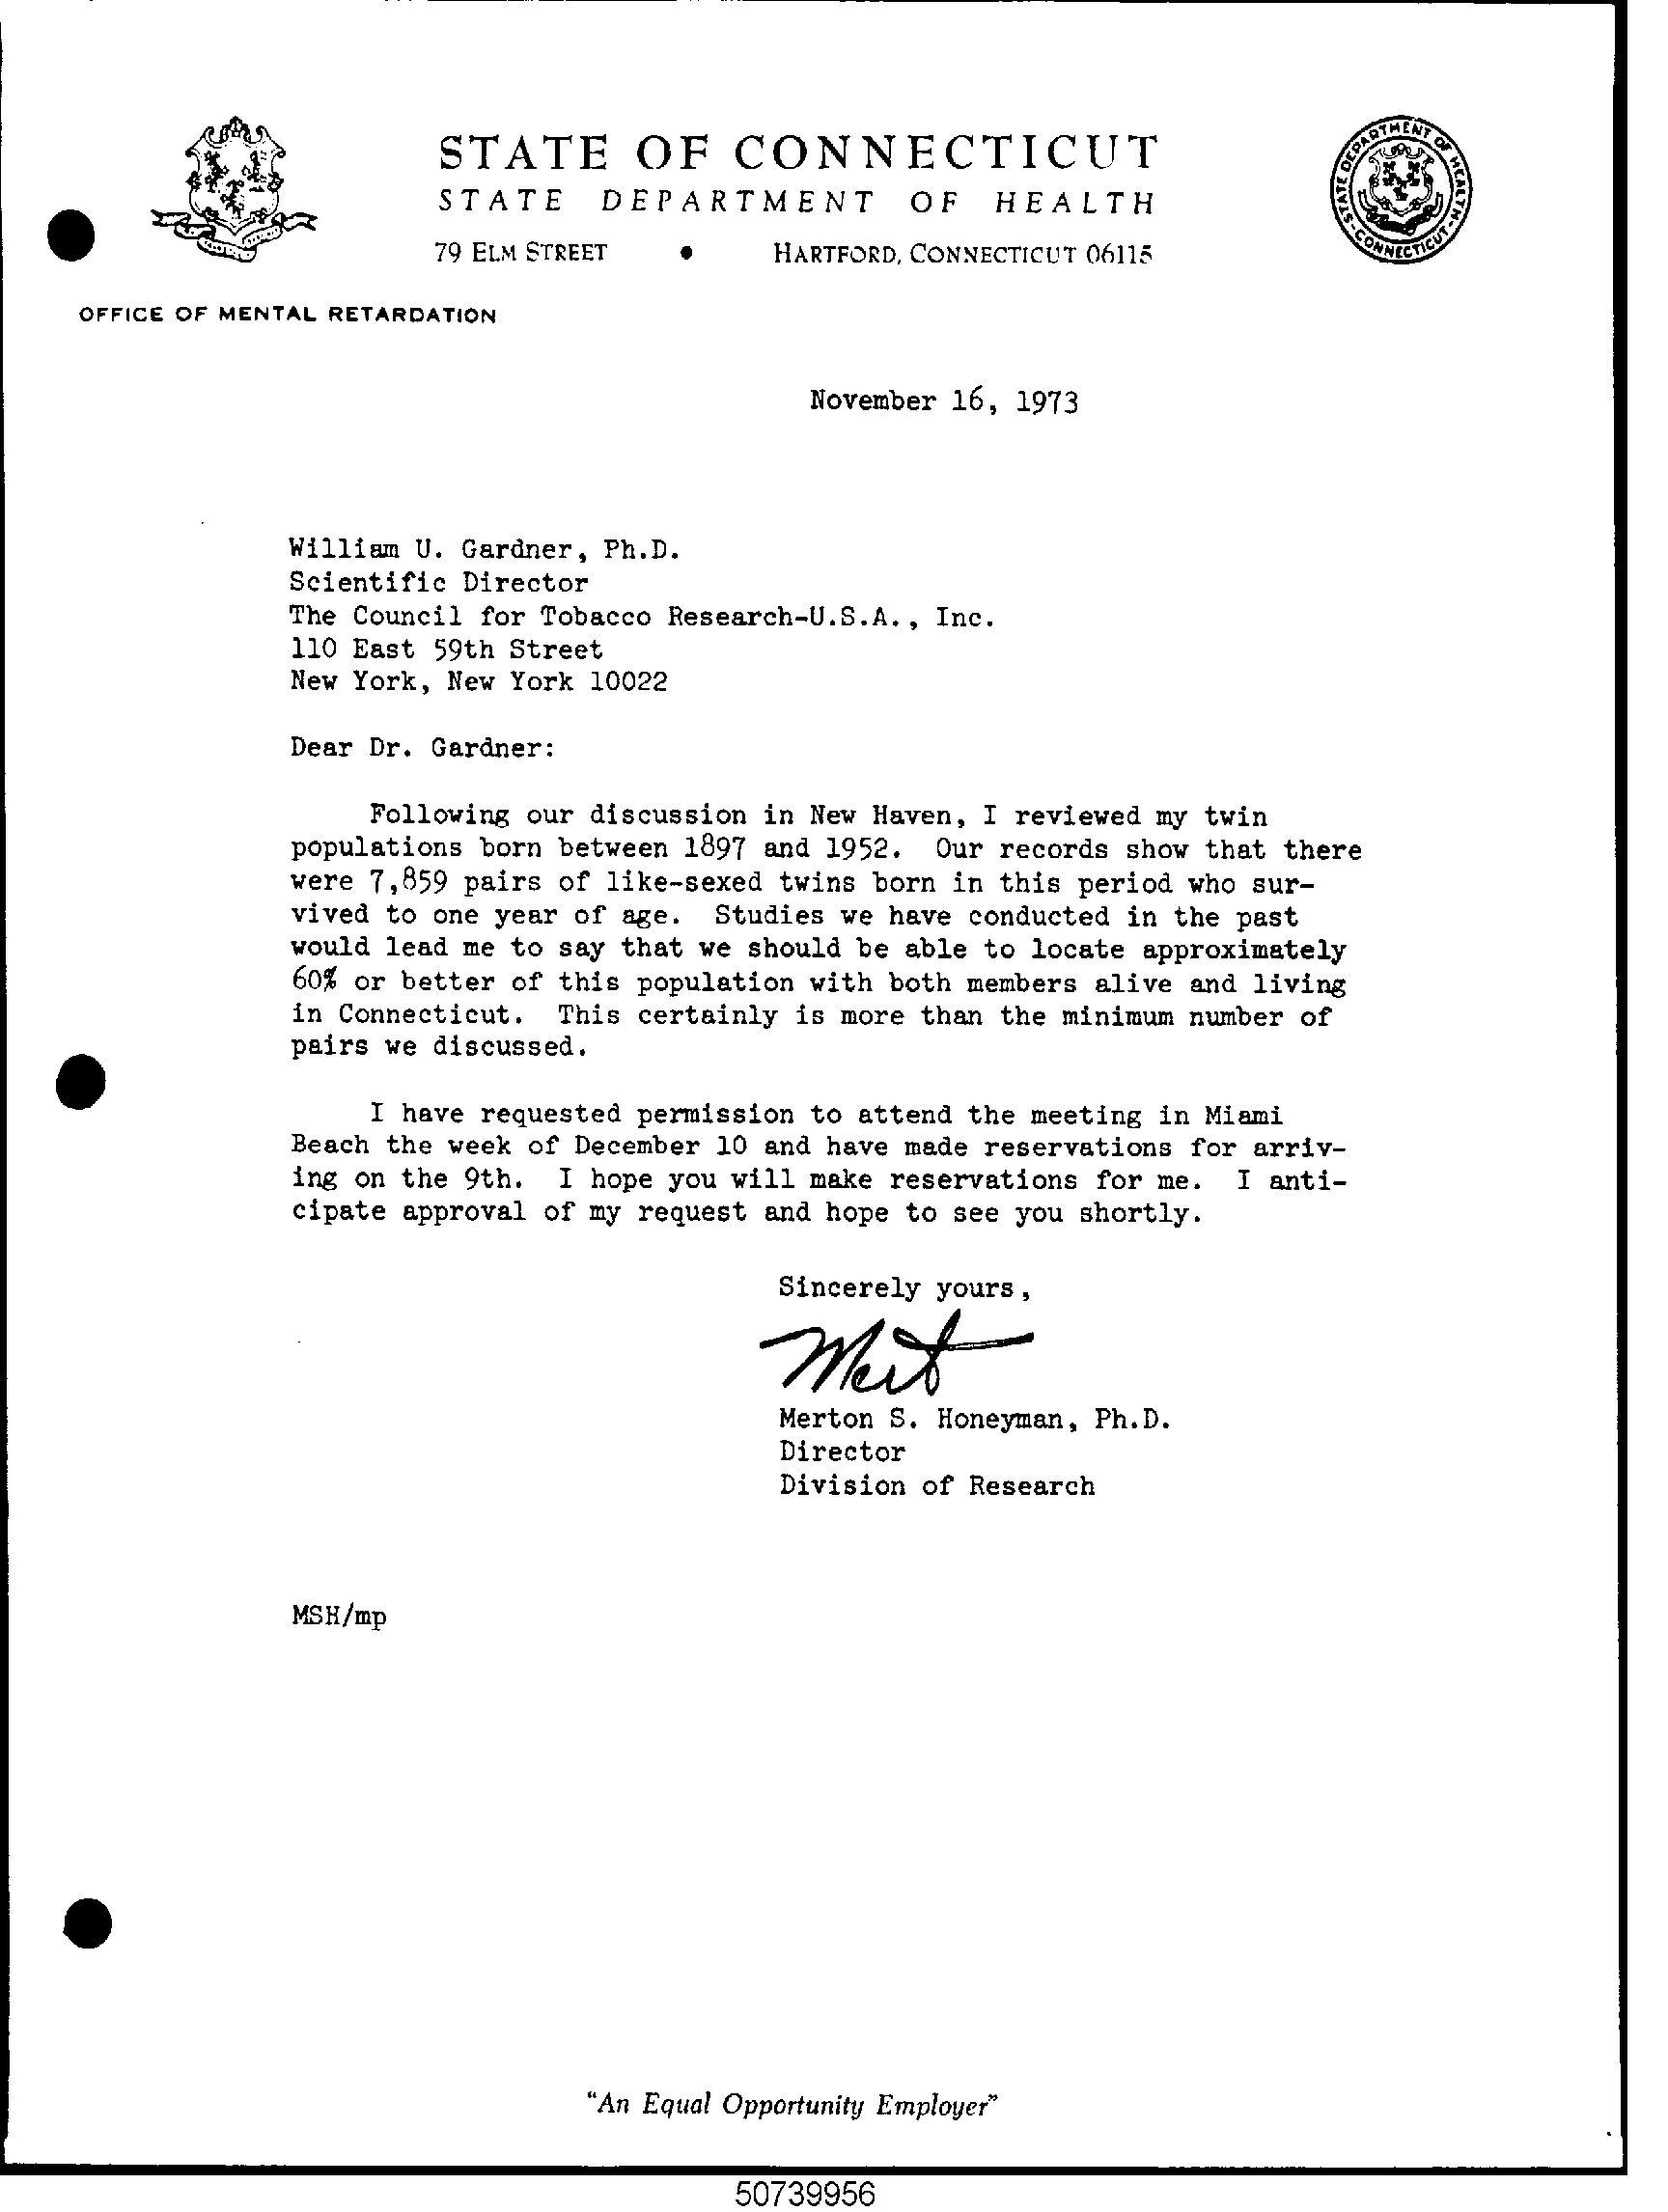 STATE OF CONNECTICUT
STATE DEPARTMENT OF HEALTH
79 ELM STREET • HARTFORD, CONNECTICUT 06115
STATE DEPARTMENT OF HEALTH - CONNECTICUT
OFFICE OF MENTAL RETARDATION
November 16, 1973
William U. Gardner, Ph.D.
Scientific Director
The Council for Tobacco Research-U.S.A., Inc.
110 East 59th Street
New York, New York 10022
Dear Dr. Gardner:
Following our discussion in New Haven, I reviewed my twin
populations born between 1897 and 1952. Our records show that there
were 7,859 pairs of like-sexed twins born in this period who sur-
vived to one year of age. Studies we have conducted in the past
would lead me to say that we should be able to locate approximately
60% or better of this population with both members alive and living
in Connecticut. This certainly is more than the minimum number of
pairs we discussed.
I have requested permission to attend the meeting in Miami
Beach the week of December 10 and have made reservations for arriv-
ing on the 9th. I hope you will make reservations for me. I anti-
cipate approval of my request and hope to see you shortly.
Sincerely yours,
Mert
Merton S. Honeyman, Ph.D.
Director
Division of Research
MSH/mp
"An Equal Opportunity Employer"
50739956